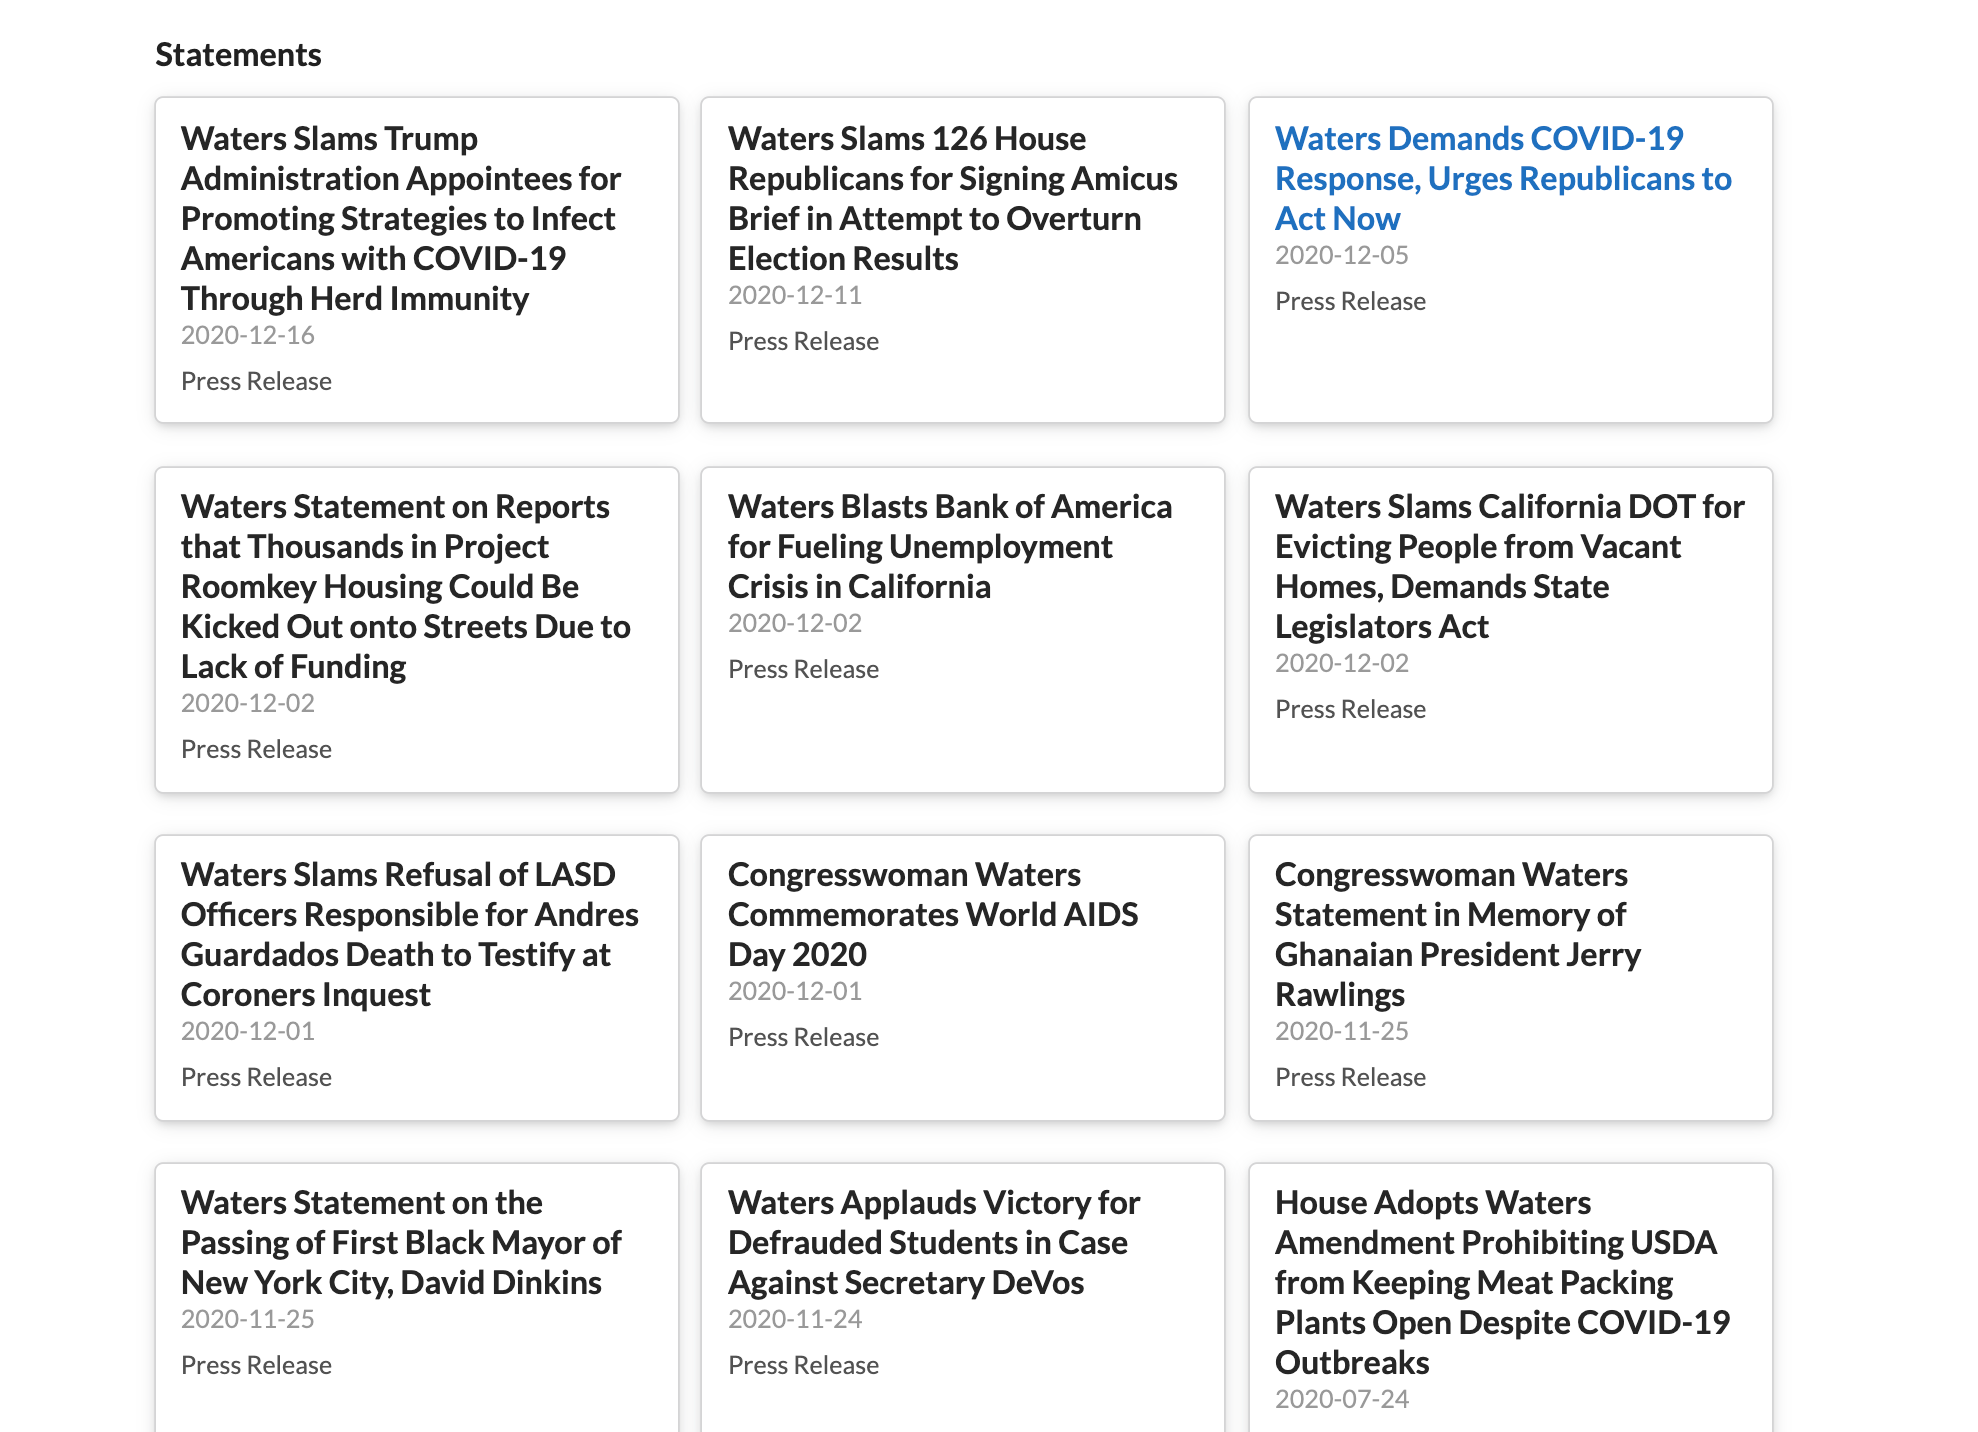 Statements
Waters Slams Trump
Administration Appointees for
Promoting Strategies to Infect
Americans with COVID-19
Through Herd Immunity
2020-12-16
Press Release
Waters Slams 126 House
Republicans for Signing Amicus
Brief in Attempt to Overturn
Election Results
2020-12-11
Press Release
Waters Demands COVID-19
Response, Urges Republicans to
Act Now
2020-12-05
Press Release
Waters Statement on Reports
that Thousands in Project
Roomkey Housing Could Be
Kicked Out onto Streets Due to
Lack of Funding
2020-12-02
Press Release
Waters Blasts Bank of America
for Fueling Unemployment
Crisis in California
2020-12-02
Press Release
Waters Slams California DOT for
Evicting People from Vacant
Homes, Demands State
Legislators Act
2020-12-02
Press Release
Waters Slams Refusal of LASD
Officers Responsible for Andres
Guardados Death to Testify at
Coroners Inquest
2020-12-01
Press Release
Congresswoman Waters
Commemorates World AIDS
Day 2020
2020-12-01
Press Release
Congresswoman Waters
Statement in Memory of
Ghanaian President Jerry
Rawlings
2020-11-25
Press Release
Waters Statement on the
Passing of First Black Mayor of
New York City, David Dinkins
2020-11-25
Press Release
Waters Applauds Victory for
Defrauded Students in Case
Against Secretary DeVos
2020-11-24
Press Release
House Adopts Waters
Amendment Prohibiting USDA
from Keeping Meat Packing
Plants Open Despite COVID-19
Outbreaks
2020-07-24